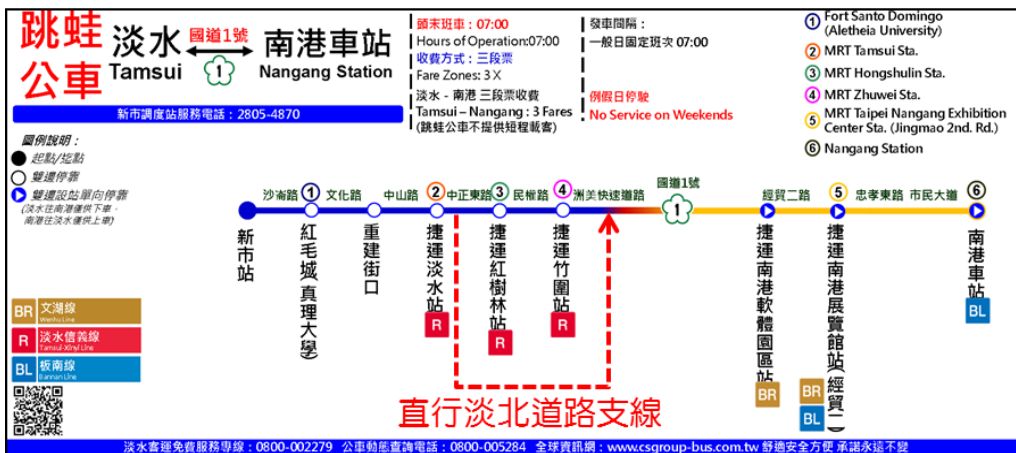 跳蛙
公車
淡水 國道1號 南港車站
Tamsui 1 Nangang Station
新市調度站服務電話：2805-4870
頭末班車：07:00
Hours of Operation:07:00
收費方式：三段票
Fare Zones: 3 X
淡水 - 南港 三段票收費
Tamsui – Nangang : 3 Fares
(跳蛙公車不提供短程載客)
發車間隔：
一般日固定班次 07:00
例假日停駛
No Service on Weekends
1 Fort Santo Domingo
(Aletheia University)
2 MRT Tamsui Sta.
3 MRT Hongshulin Sta.
4 MRT Zhuwei Sta.
5 MRT Taipei Nangang Exhibition
Center Sta. (Jingmao 2nd. Rd.)
6 Nangang Station
圖例說明：
起點/迄點
雙邊停靠
雙邊設站單向停靠
(淡水往南港僅供下車，
南港往淡水僅供上車)
沙崙路 1 文化路 中山路 2 中正東路 3 民權路 4 洲美快速道路 國道1號 1 經貿二路 5 忠孝東路 市民大道 6
新市站
紅毛城(真理大學)
重建街口
捷運淡水站 R
捷運紅樹林站 R
捷運竹圍站 R
捷運南港軟體園區站 BR
捷運南港展覽館站(經貿二) BR BL
南港車站 BL
直行淡北道路支線
BR 文湖線
Wenhu Line
R 淡水信義線
Tamsui-Xinyi Line
BL 板南線
Bannan Line
淡水客運免費服務專線：0800-002279 公車動態查詢電話：0800-005284 全球資訊網：www.csgroup-bus.com.tw 舒適安全方便 承諾永遠不變